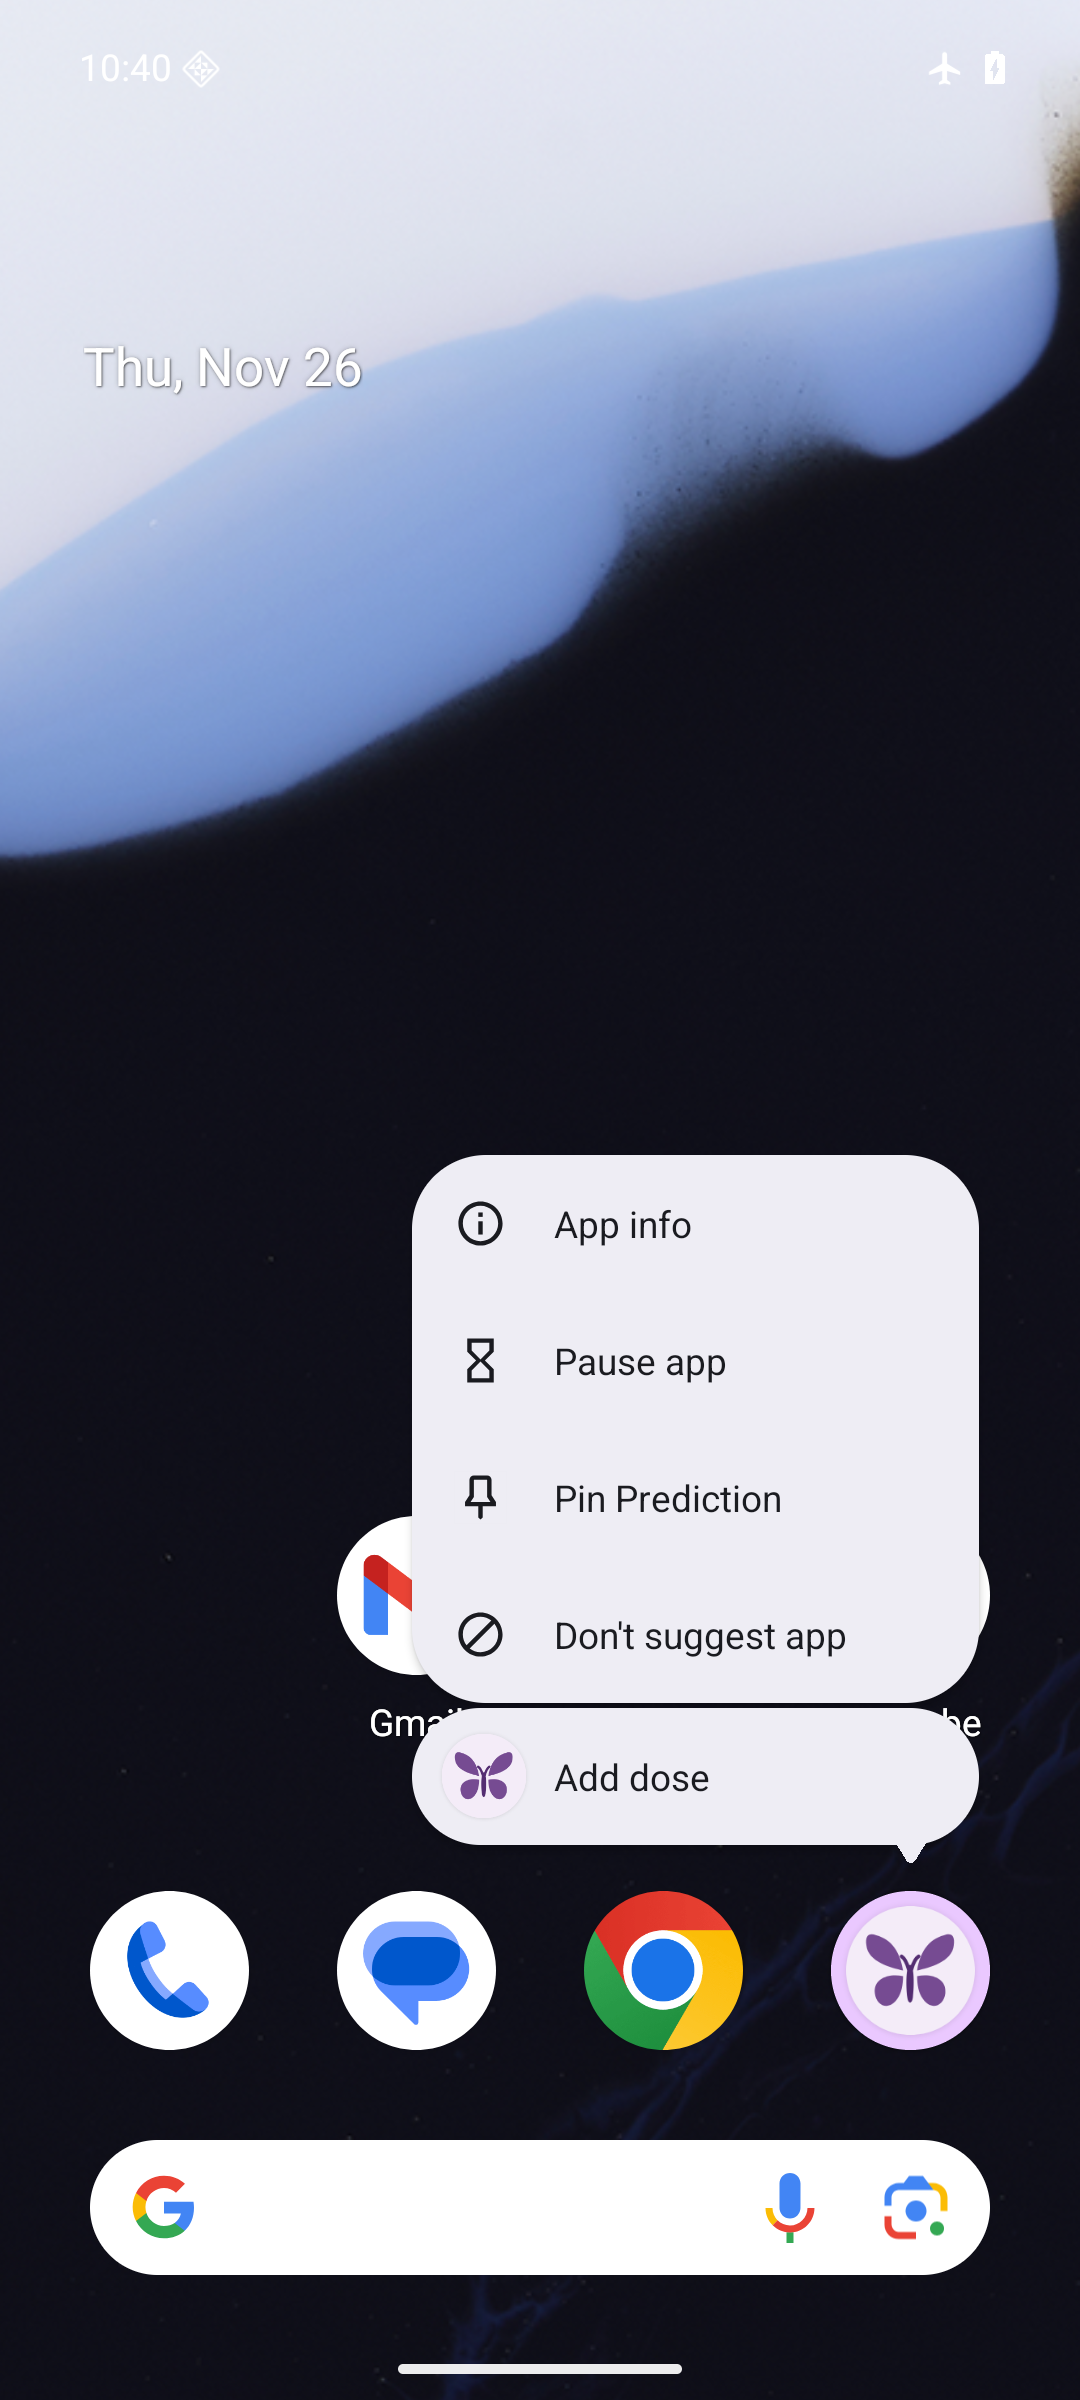 10:40
Thu, Nov 26
App info
Pause app
Pin Prediction
Don't suggest app
Add dose